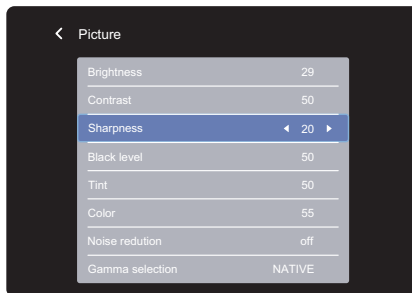 Picture
Brightness 29
Contrast 50
Sharpness 20
Black level 50
Tint 50
Color 55
Noise redution off
Gamma selection NATIVE